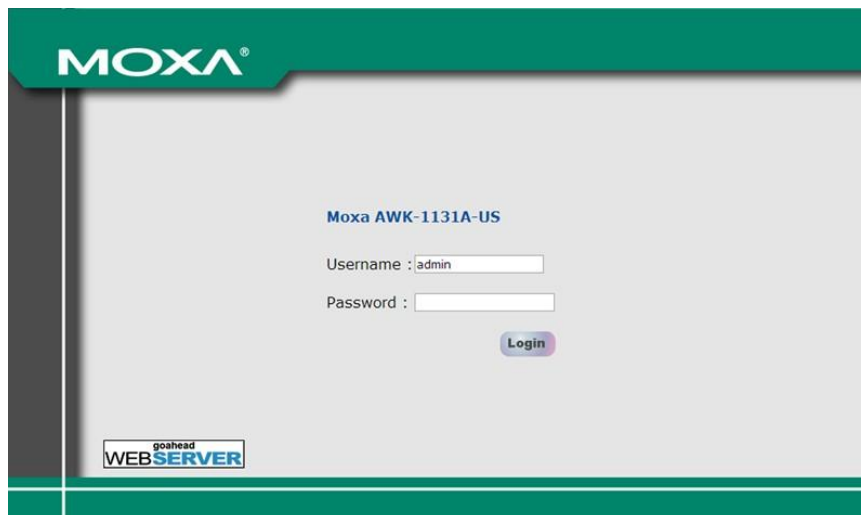 MOXA®
Moxa AWK-1131A-US
Username : admin
Password :
Login
goahead
WEBSERVER